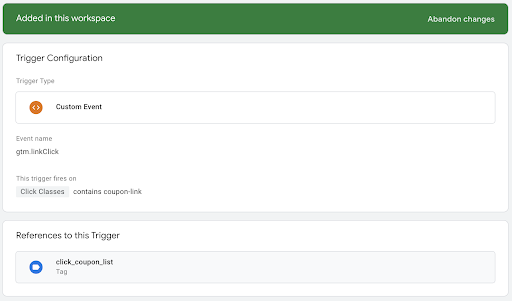 Added in this workspace
Abandon changes
Trigger Configuration
Trigger Type
Custom Event
Event name
gtm.linkClick
This trigger fires on
Click Classes contains coupon-link
References to this Trigger
click_coupon_list
Tag